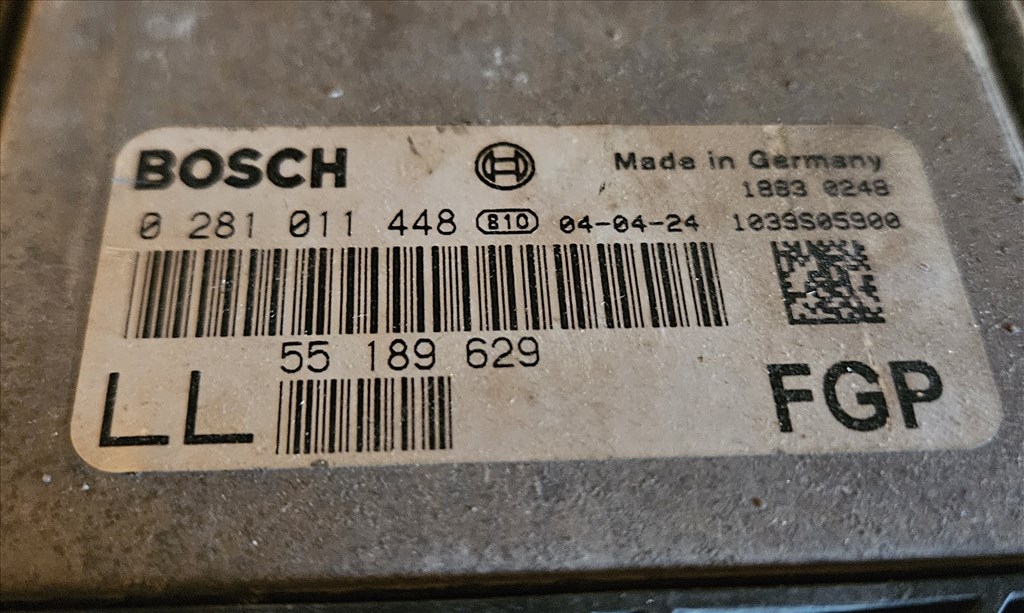 BOSCH Made in Germany
1883 0248
0 281 011 448 810 04-04-24 1039S05900
55 189 629
LL FGP